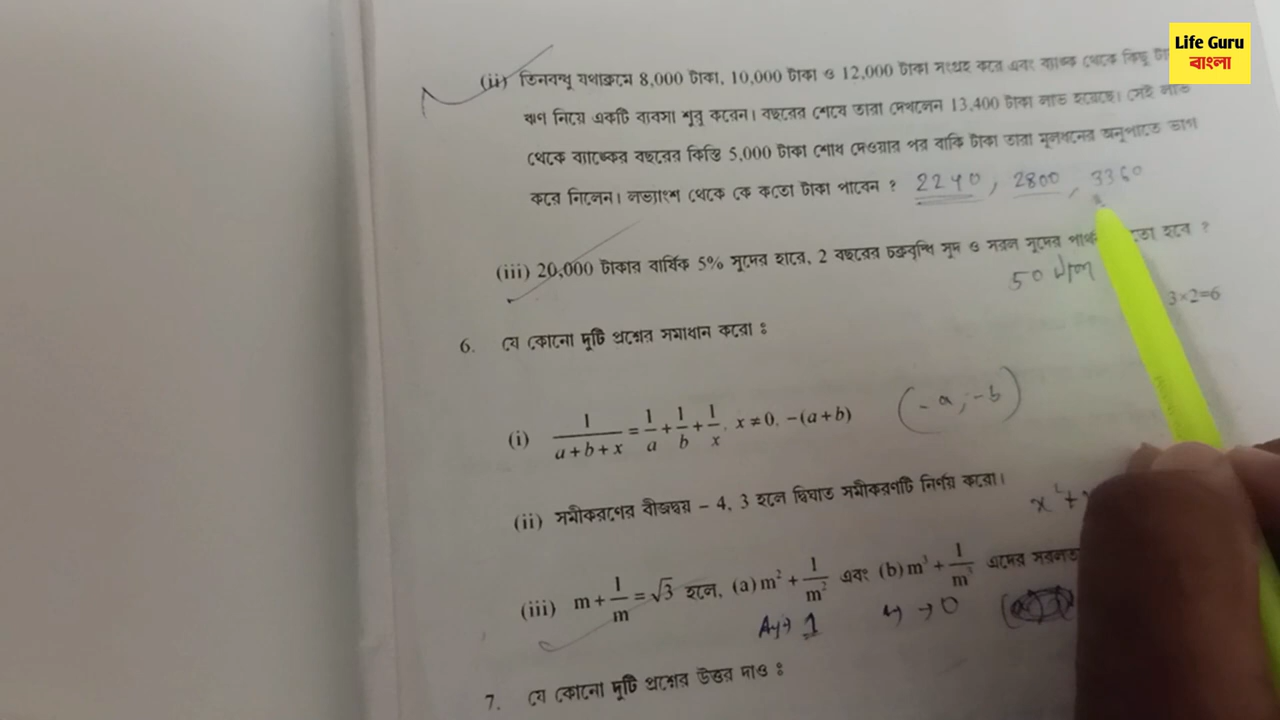 Life Guru
বাংলা
(ii) তিনবন্ধু যথাক্রমে 8,000 টাকা, 10,000 টাকা ও 12,000 টাকা সংগ্রহ করে এবং ব্যাঙ্ক থেকে কিছু
ঋণ নিয়ে একটি ব্যবসা শুরু করেন। বছরের শেষে তারা দেখলেন 13,400 টাকা লাভ হয়েছে। সেই লাভ
থেকে ব্যাঙ্কের বছরের কিস্তি 5,000 টাকা শোধ দেওয়ার পর বাকি টাকা তারা মূলধনের অনুপাতে ভাগ
করে নিলেন। লভ্যাংশ থেকে কে কতো টাকা পাবেন ? 2240, 2800, 3360
(iii) 20,000 টাকার বার্ষিক 5% সুদের হারে, 2 বছরের চক্রবৃদ্ধি সুদ ও সরল সুদের হবে ?
50
3×2=6
6. যে কোনো দুটি প্রশ্নের সমাধান করো :
(i) 1/(a+b+x) = 1/a + 1/b + 1/x, x ≠ 0, -(a+b) (-a, -b)
(ii) সমীকরণের বীজদ্বয় – 4, 3 হলে দ্বিঘাত সমীকরণটি নির্ণয় করো।
x² +
(iii) m + 1/m = √3 হলে, (a) m² + 1/m² এবং (b) m³ + 1/m³ এদের
1 → 0
7. যে কোনো দুটি প্রশ্নের উত্তর দাও :